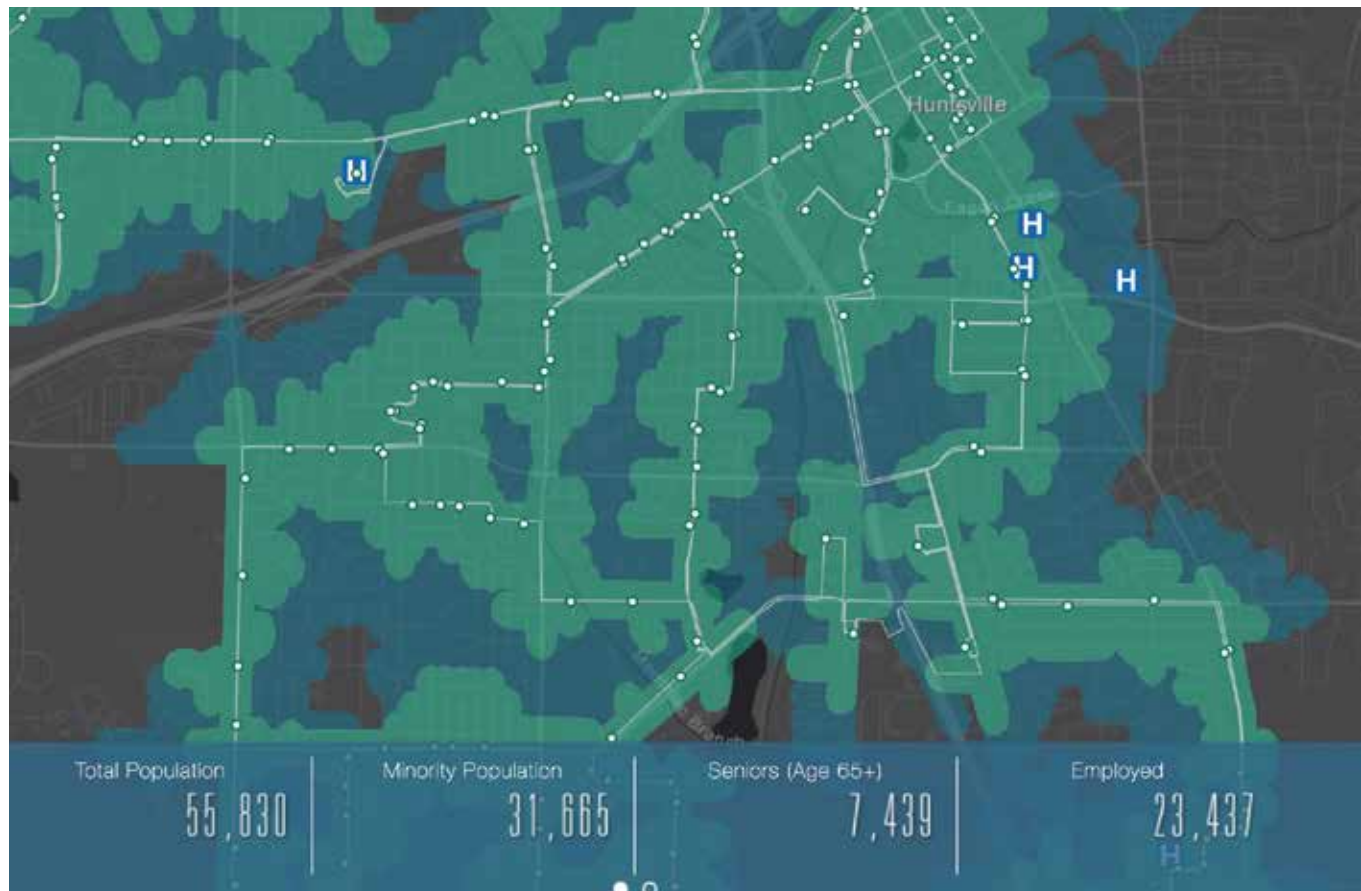 Huntsville
H
H
H
H
Total Population
Minority Population
Seniors (Age 65+)
Employed
55,830
31,665
7,439
23,437
H